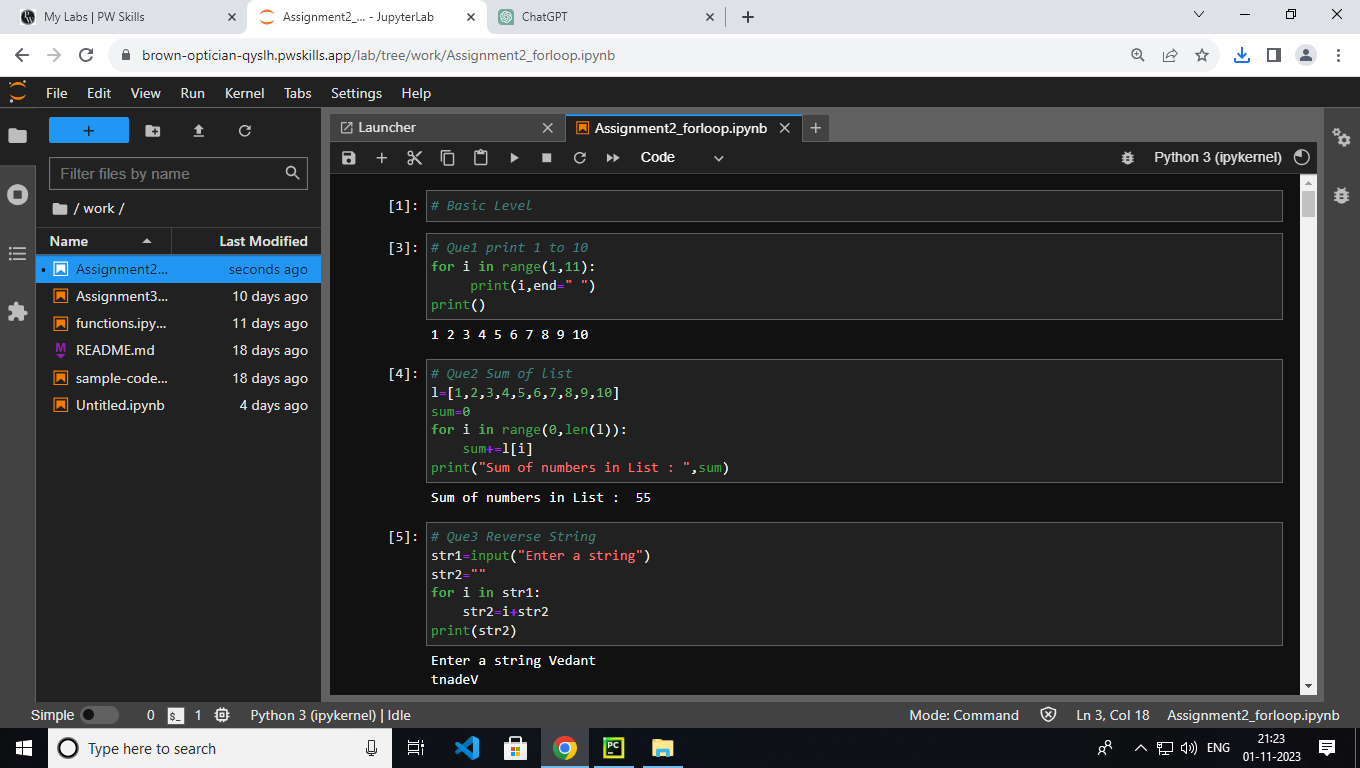 My Labs | PW Skills
Assignment2_... - JupyterLab
ChatGPT
brown-optician-qyslh.pwskills.app/lab/tree/work/Assignment2_forloop.ipynb
File Edit View Run Kernel Tabs Settings Help
Launcher
Assignment2_forloop.ipynb
Code
Python 3 (ipykernel)
Filter files by name
/ work /
Name Last Modified
Assignment2... seconds ago
Assignment3... 10 days ago
functions.ipy... 11 days ago
README.md 18 days ago
sample-code... 18 days ago
Untitled.ipynb 4 days ago
[1]: # Basic Level
[3]: # Que1 print 1 to 10
for i in range(1,11):
     print(i,end=" ")
print()
1 2 3 4 5 6 7 8 9 10
[4]: # Que2 Sum of list
l=[1,2,3,4,5,6,7,8,9,10]
sum=0
for i in range(0,len(l)):
    sum+=l[i]
print("Sum of numbers in List : ",sum)
Sum of numbers in List :  55
[5]: # Que3 Reverse String
str1=input("Enter a string")
str2=""
for i in str1:
    str2=i+str2
print(str2)
Enter a string Vedant
tnadeV
Simple 0 $_ 1 Python 3 (ipykernel) | Idle
Mode: Command Ln 3, Col 18 Assignment2_forloop.ipynb
Type here to search
PC
ENG
21:23
01-11-2023